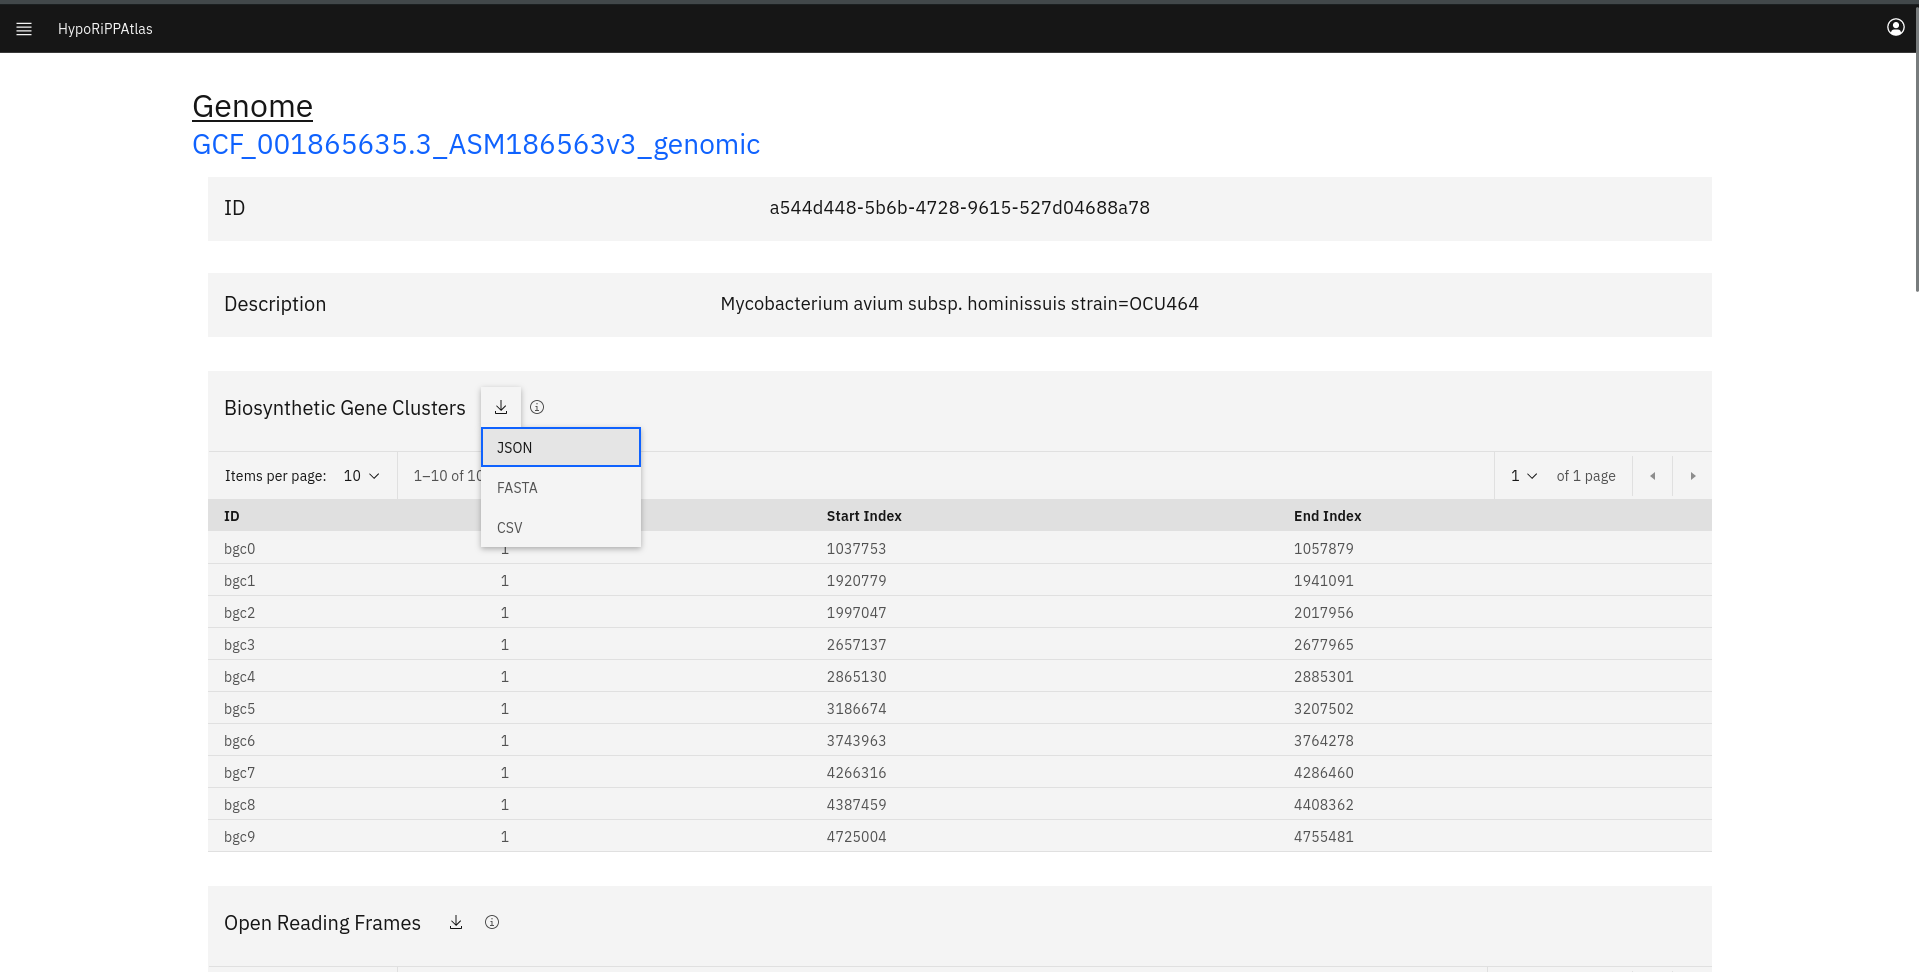 HypoRiPPAtlas
Genome
GCF_001865635.3_ASM186563v3_genomic
ID a544d448-5b6b-4728-9615-527d04688a78
Description Mycobacterium avium subsp. hominissuis strain=OCU464
Biosynthetic Gene Clusters
JSON
FASTA
CSV
Items per page: 10 1–10 of 10 1 of 1 page
ID Start Index End Index
bgc0 1 1037753 1057879
bgc1 1 1920779 1941091
bgc2 1 1997047 2017956
bgc3 1 2657137 2677965
bgc4 1 2865130 2885301
bgc5 1 3186674 3207502
bgc6 1 3743963 3764278
bgc7 1 4266316 4286460
bgc8 1 4387459 4408362
bgc9 1 4725004 4755481
Open Reading Frames